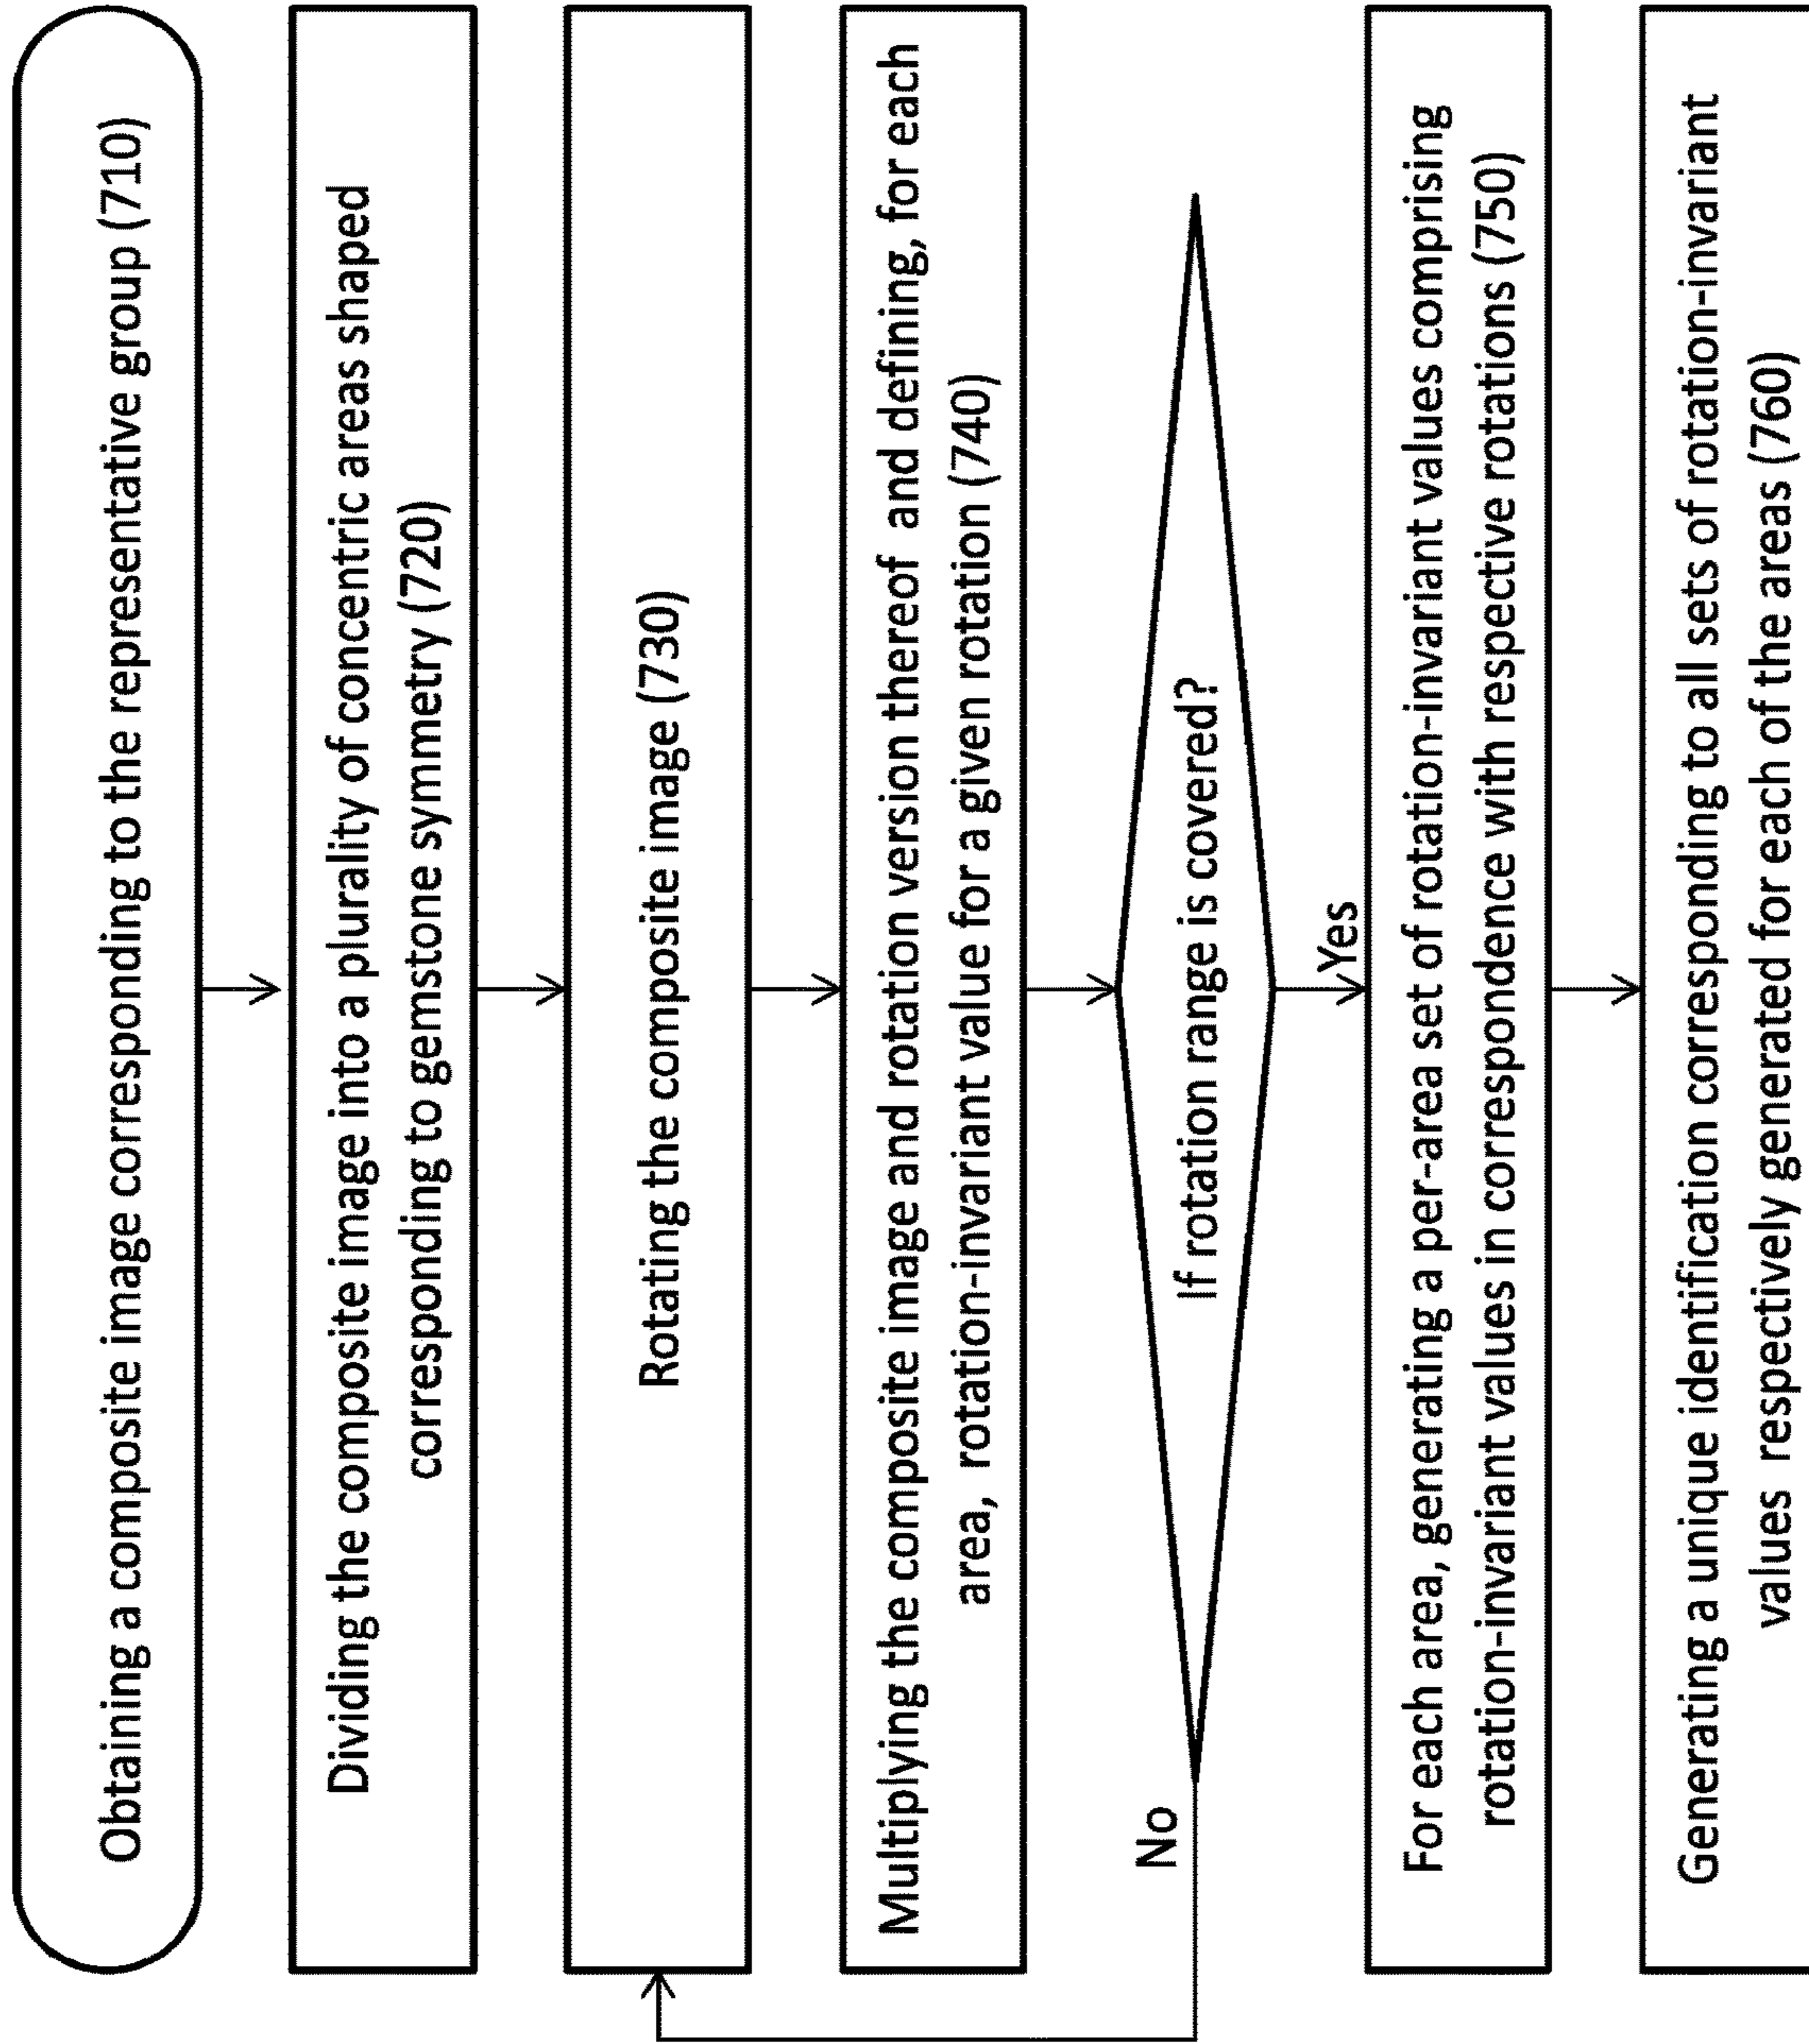 Obtaining a composite image corresponding to the representative group (710)
Dividing the composite image into a plurality of concentric areas shaped
corresponding to gemstone symmetry (720)
Rotating the composite image (730)
Multiplying the composite image and rotation version thereof and defining, for each
area, rotation-invariant value for a given rotation (740)
If rotation range is covered?
No
Yes
For each area, generating a per-area set of rotation-invariant values comprising
rotation-invariant values in correspondence with respective rotations (750)
Generating a unique identification corresponding to all sets of rotation-invariant
values respectively generated for each of the areas (760)